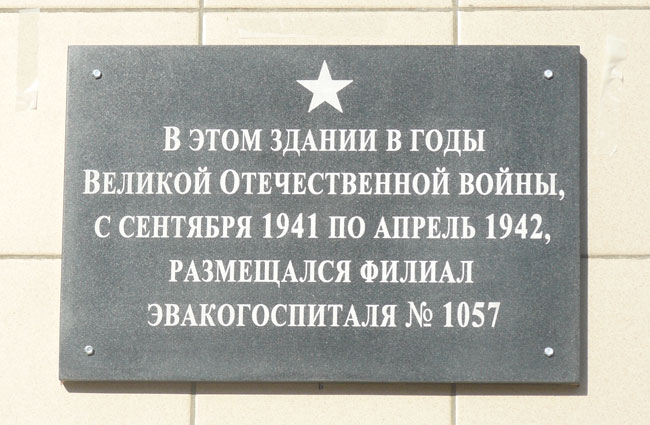 В ЭТОМ ЗДАНИИ В ГОДЫ
ВЕЛИКОЙ ОТЕЧЕСТВЕННОЙ ВОЙНЫ,
С СЕНТЯБРЯ 1941 ПО АПРЕЛЬ 1942,
РАЗМЕЩАЛСЯ ФИЛИАЛ
ЭВАКОГОСПИТАЛЯ № 1057